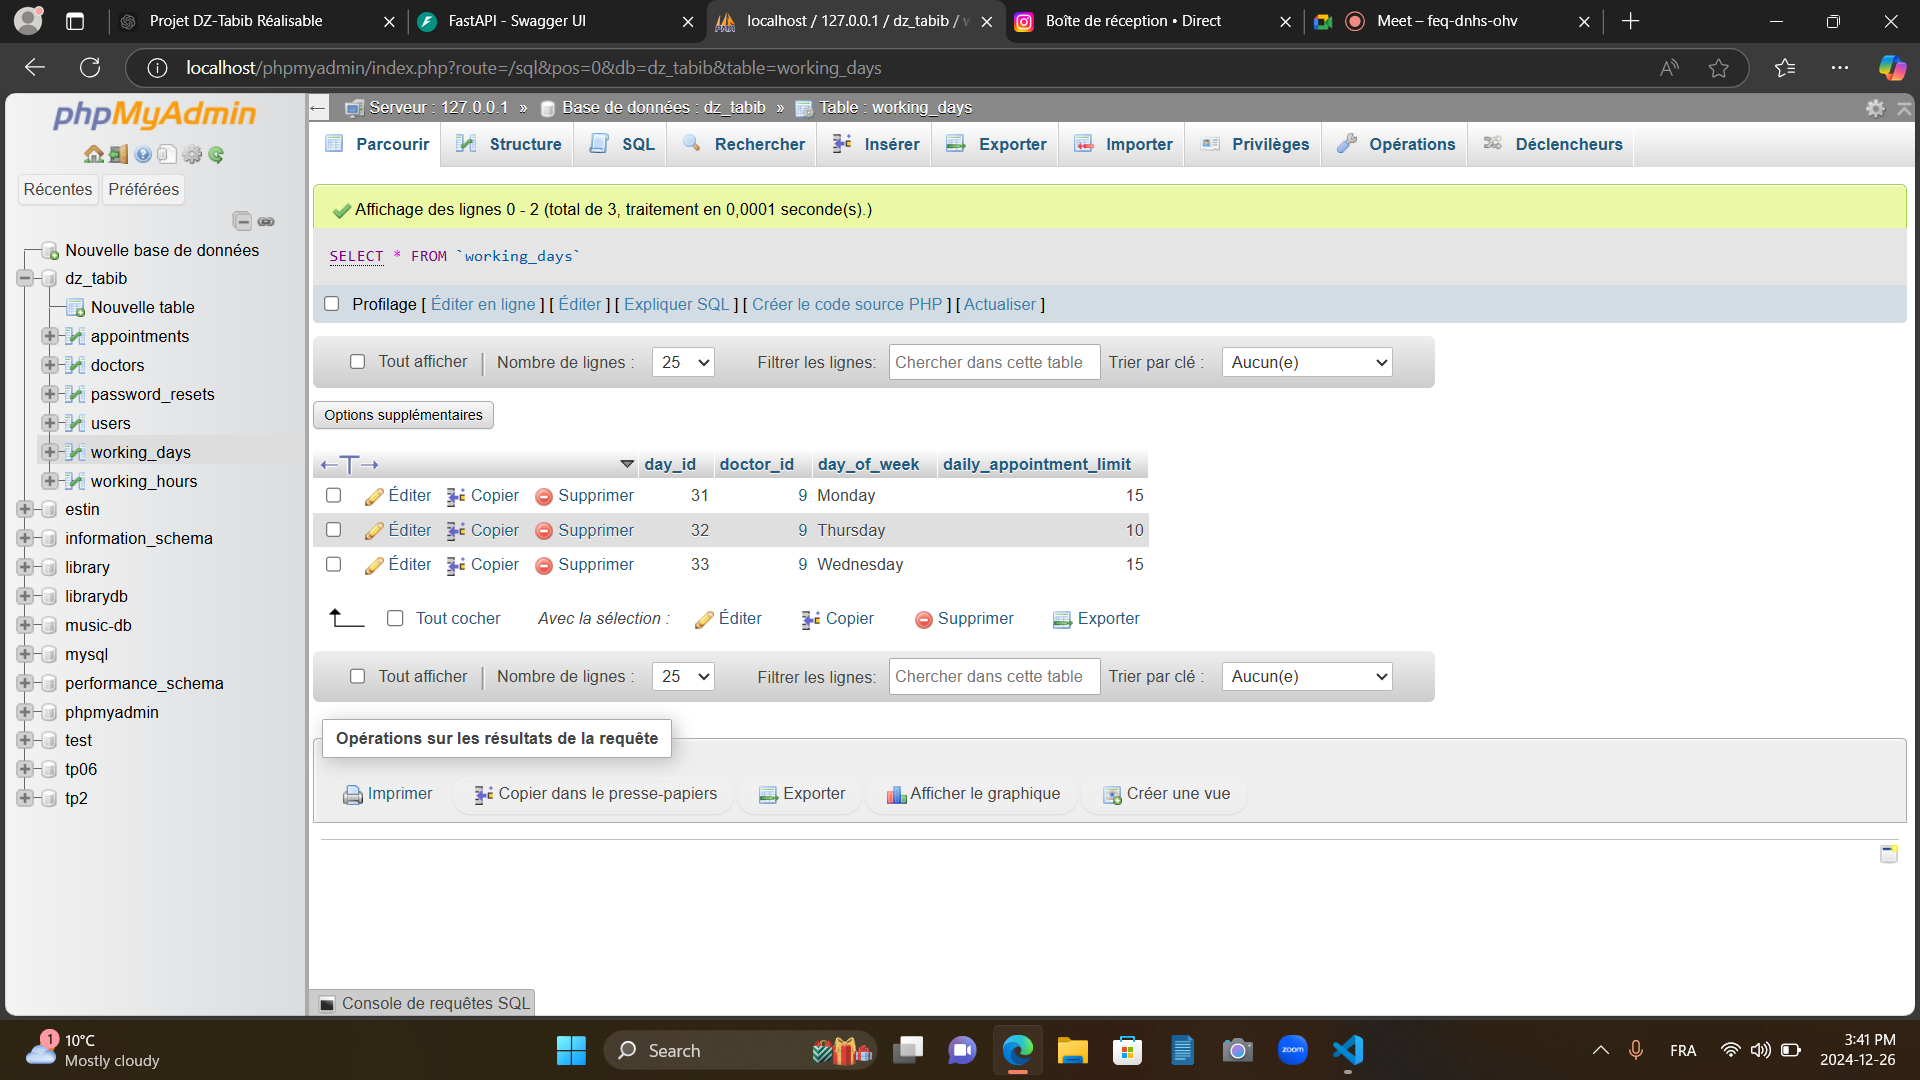 Projet DZ-Tabib Réalisable
FastAPI - Swagger UI
localhost / 127.0.0.1 / dz_tabib / w
Boîte de réception • Direct
Meet – feq-dnhs-ohv
localhost/phpmyadmin/index.php?route=/sql&pos=0&db=dz_tabib&table=working_days
phpMyAdmin
Récentes Préférées
Nouvelle base de données
dz_tabib
Nouvelle table
appointments
doctors
password_resets
users
working_days
working_hours
estin
information_schema
library
librarydb
music-db
mysql
performance_schema
phpmyadmin
test
tp06
tp2
Serveur : 127.0.0.1 » Base de données : dz_tabib » Table : working_days
Parcourir Structure SQL Rechercher Insérer Exporter Importer Privilèges Opérations Déclencheurs
Affichage des lignes 0 - 2 (total de 3, traitement en 0,0001 seconde(s).)
SELECT * FROM `working_days`
Profilage [ Éditer en ligne ] [ Éditer ] [ Expliquer SQL ] [ Créer le code source PHP ] [ Actualiser ]
Tout afficher | Nombre de lignes : 25 Filtrer les lignes: Chercher dans cette table Trier par clé : Aucun(e)
Options supplémentaires
←T→ day_id doctor_id day_of_week daily_appointment_limit
Éditer Copier Supprimer 31 9 Monday 15
Éditer Copier Supprimer 32 9 Thursday 10
Éditer Copier Supprimer 33 9 Wednesday 15
Tout cocher Avec la sélection : Éditer Copier Supprimer Exporter
Tout afficher | Nombre de lignes : 25 Filtrer les lignes: Chercher dans cette table Trier par clé : Aucun(e)
Opérations sur les résultats de la requête
Imprimer Copier dans le presse-papiers Exporter Afficher le graphique Créer une vue
Console de requêtes SQL
1
10°C
Mostly cloudy
Search
zoom
FRA
3:41 PM
2024-12-26